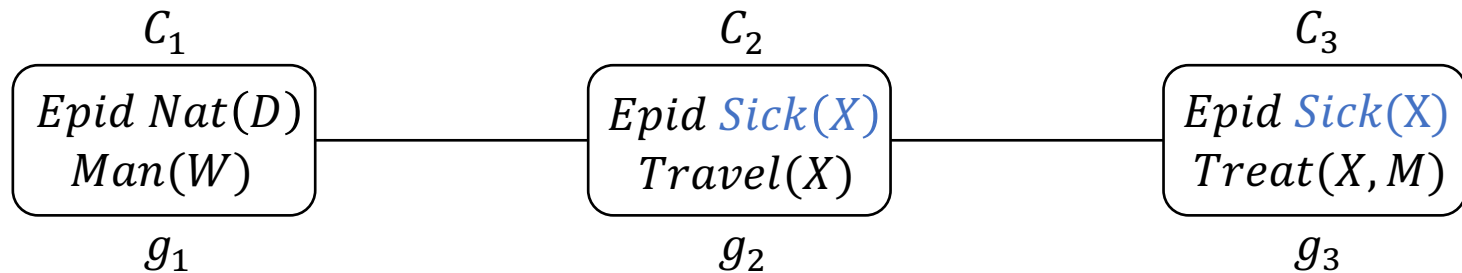 C₁
Epid Nat(D)
Man(W)
g₁
C₂
Epid Sick(X)
Travel(X)
g₂
C₃
Epid Sick(X)
Treat(X, M)
g₃